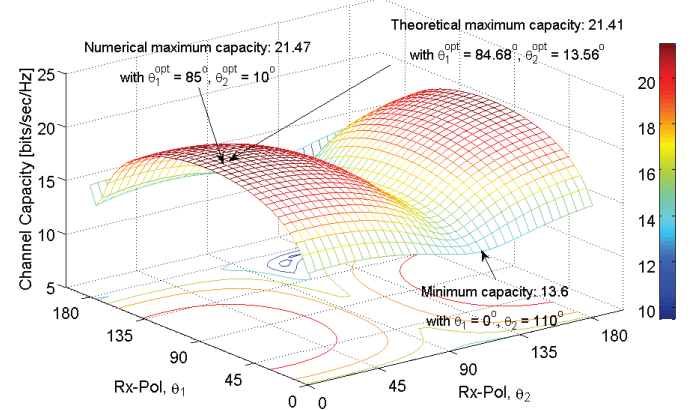 Theoretical maximum capacity: 21.41
with θ₁ᵒᵖᵗ = 84.68°, θ₂ᵒᵖᵗ = 13.56°
Numerical maximum capacity: 21.47
with θ₁ᵒᵖᵗ = 85°, θ₂ᵒᵖᵗ = 10°
Channel Capacity [bits/sec/Hz]
25
20
15
10
5
180
135
90
45
0
Rx-Pol, θ₁
0
45
90
135
180
Rx-Pol, θ₂
Minimum capacity: 13.6
with θ₁ = 0°, θ₂ = 110°
20
18
16
14
12
10